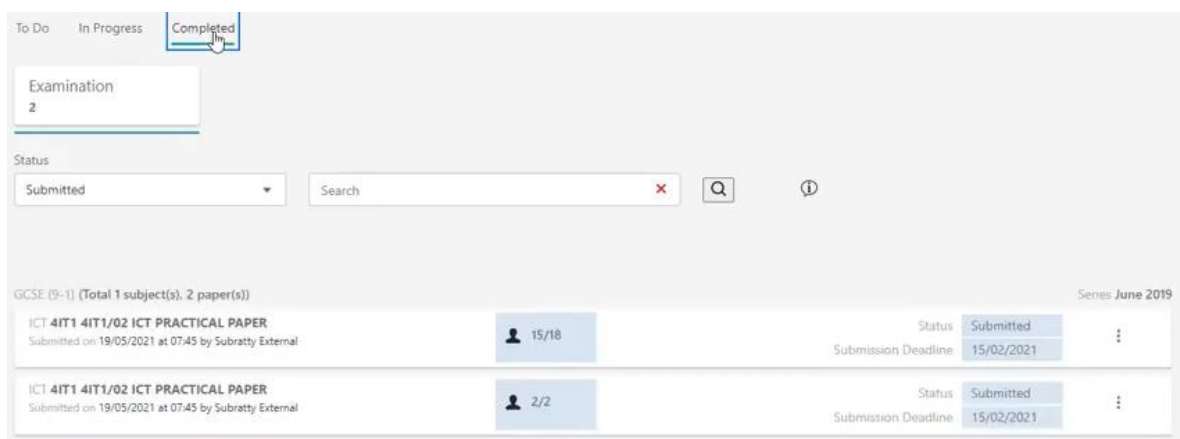 To Do In Progress Completed
Examination
2
Status
Submitted Search
GCSE (9-1) (Total 1 subject(s), 2 paper(s)) Series June 2019
ICT 4IT1 4IT1/02 ICT PRACTICAL PAPER
Submitted on 19/05/2021 at 07:45 by Subratty External
15/18
Status Submitted
Submission Deadline 15/02/2021
ICT 4IT1 4IT1/02 ICT PRACTICAL PAPER
Submitted on 19/05/2021 at 07:45 by Subratty External
2/2
Status Submitted
Submission Deadline 15/02/2021